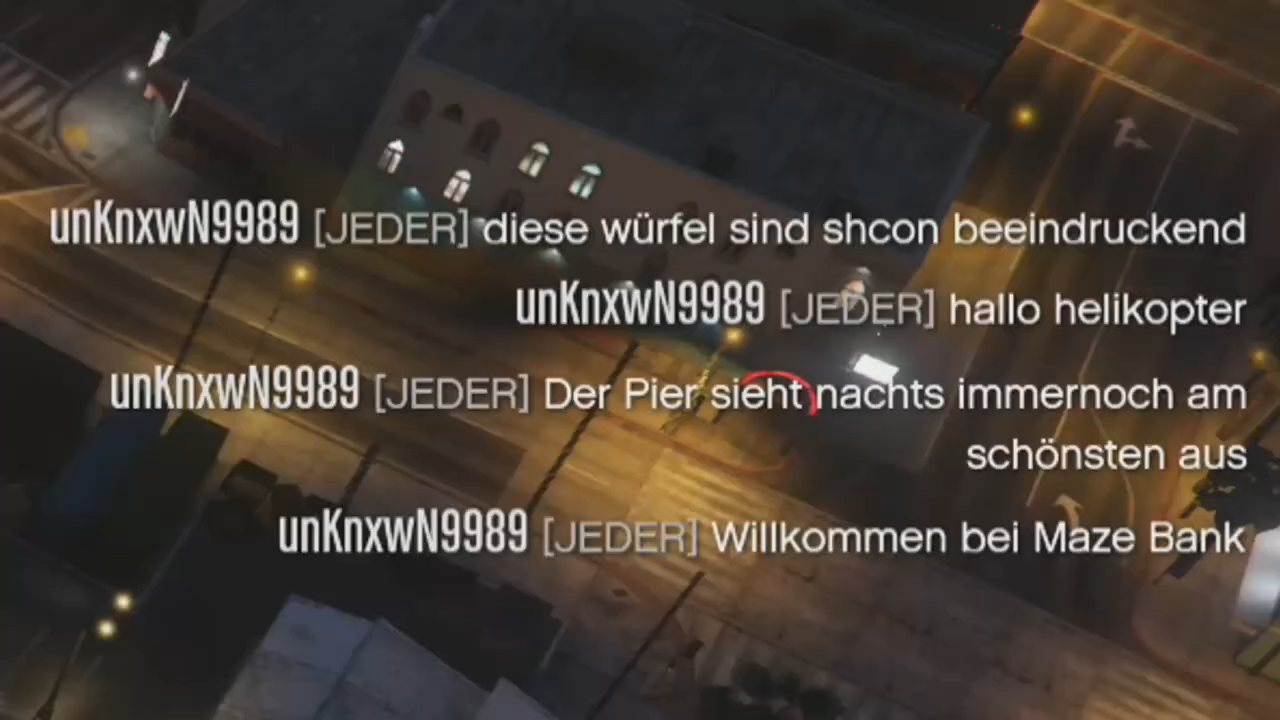 unKnxwN9989 [JEDER] diese würfel sind shcon beeindruckend
unKnxwN9989 [JEDER] hallo helikopter
unKnxwN9989 [JEDER] Der Pier sieht nachts immernoch am
schönsten aus
unKnxwN9989 [JEDER] Willkommen bei Maze Bank